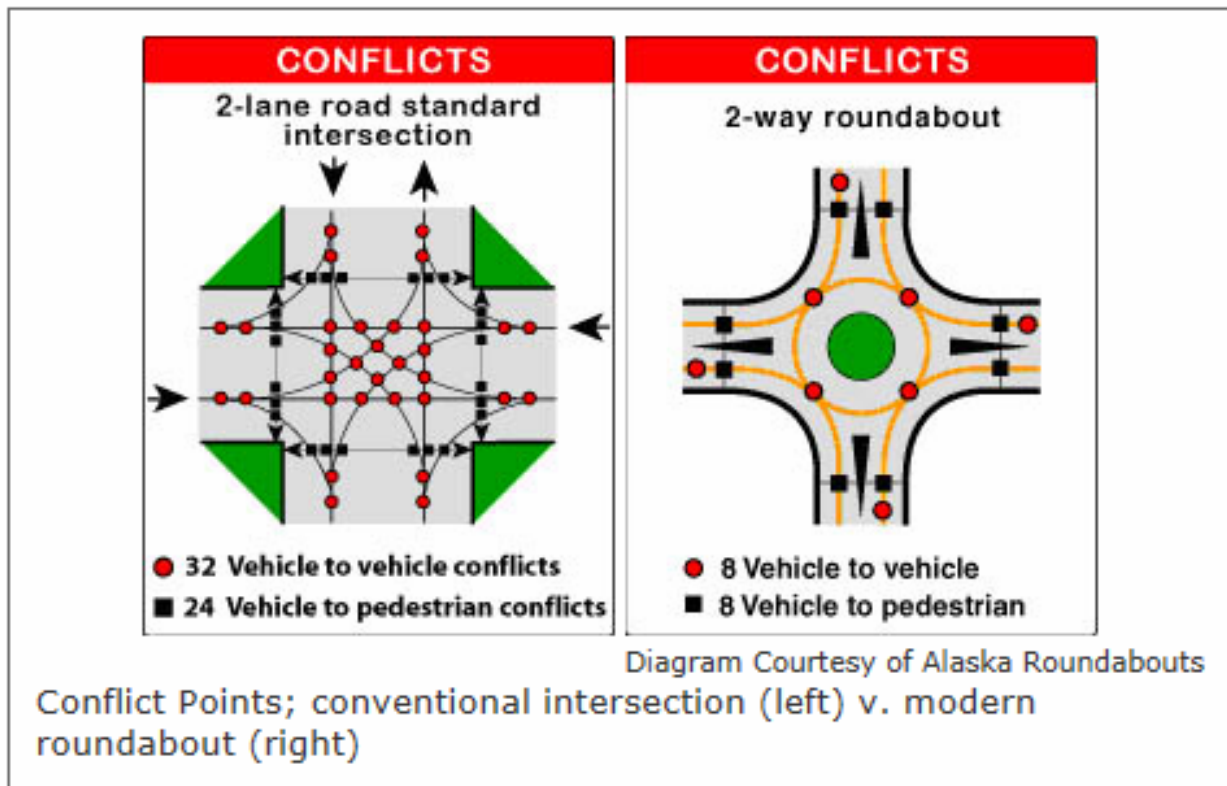 CONFLICTS
2-lane road standard
intersection
32 Vehicle to vehicle conflicts
24 Vehicle to pedestrian conflicts
CONFLICTS
2-way roundabout
8 Vehicle to vehicle
8 Vehicle to pedestrian
Diagram Courtesy of Alaska Roundabouts
Conflict Points; conventional intersection (left) v. modern
roundabout (right)